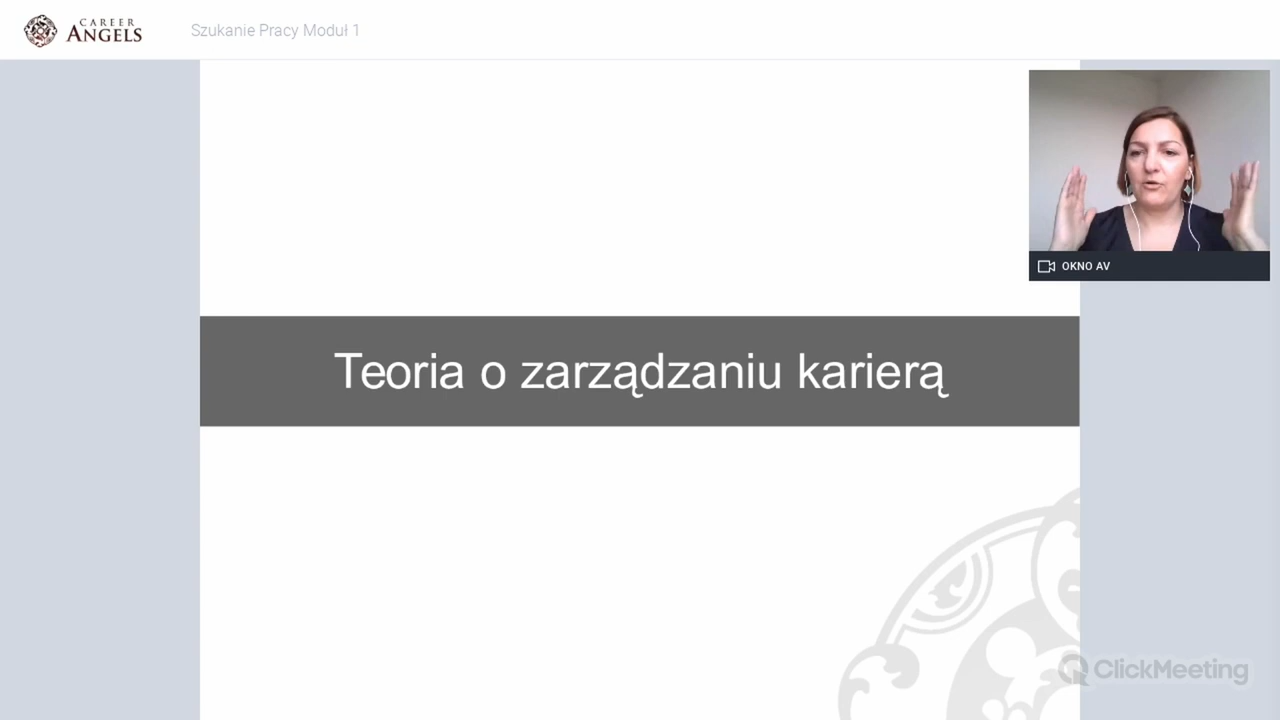 CAREER
ANGELS
Szukanie Pracy Moduł 1
OKNO AV
Teoria o zarządzaniu karierą
ClickMeeting